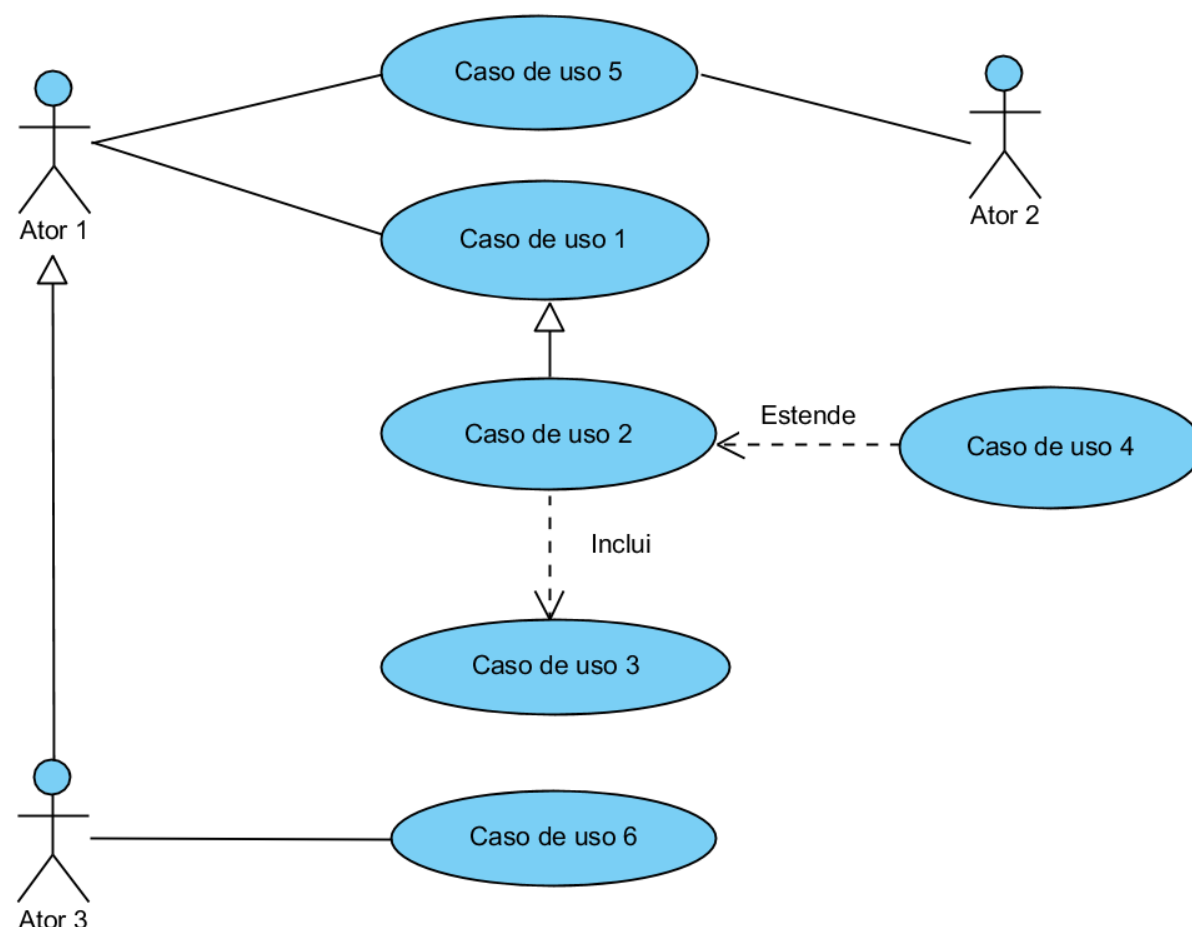 Caso de uso 5
Ator 1
Ator 2
Caso de uso 1
Caso de uso 2
Estende
Caso de uso 4
Inclui
Caso de uso 3
Caso de uso 6
Ator 3